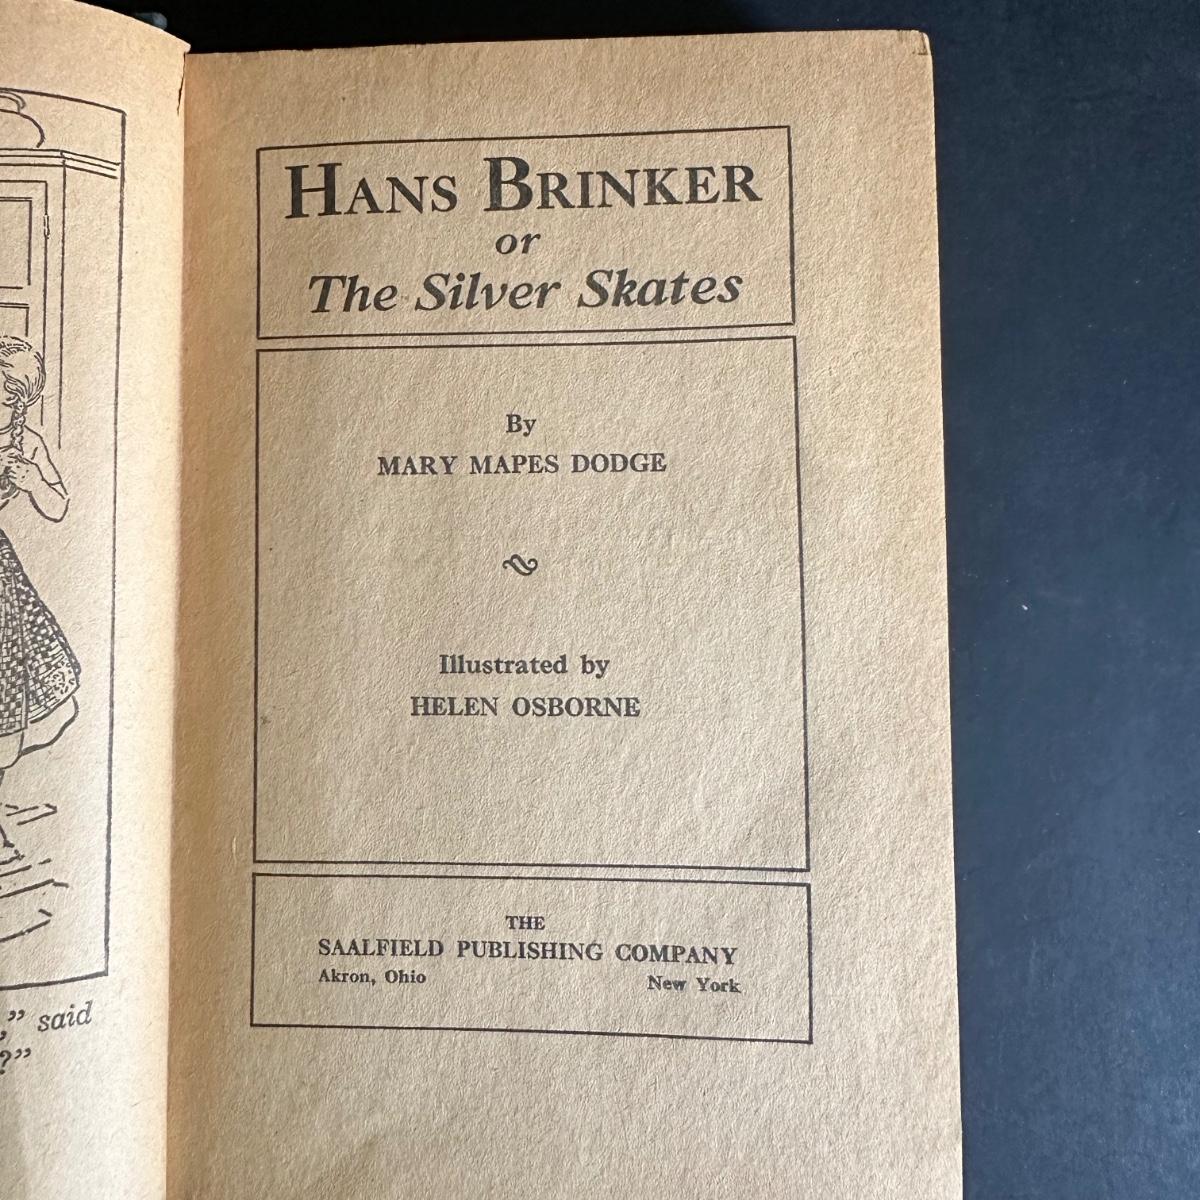 HANS BRINKER
or
The Silver Skates
By
MARY MAPES DODGE
Illustrated by
HELEN OSBORNE
THE
SAALFIELD PUBLISHING COMPANY
Akron, Ohio New York
," said
?"